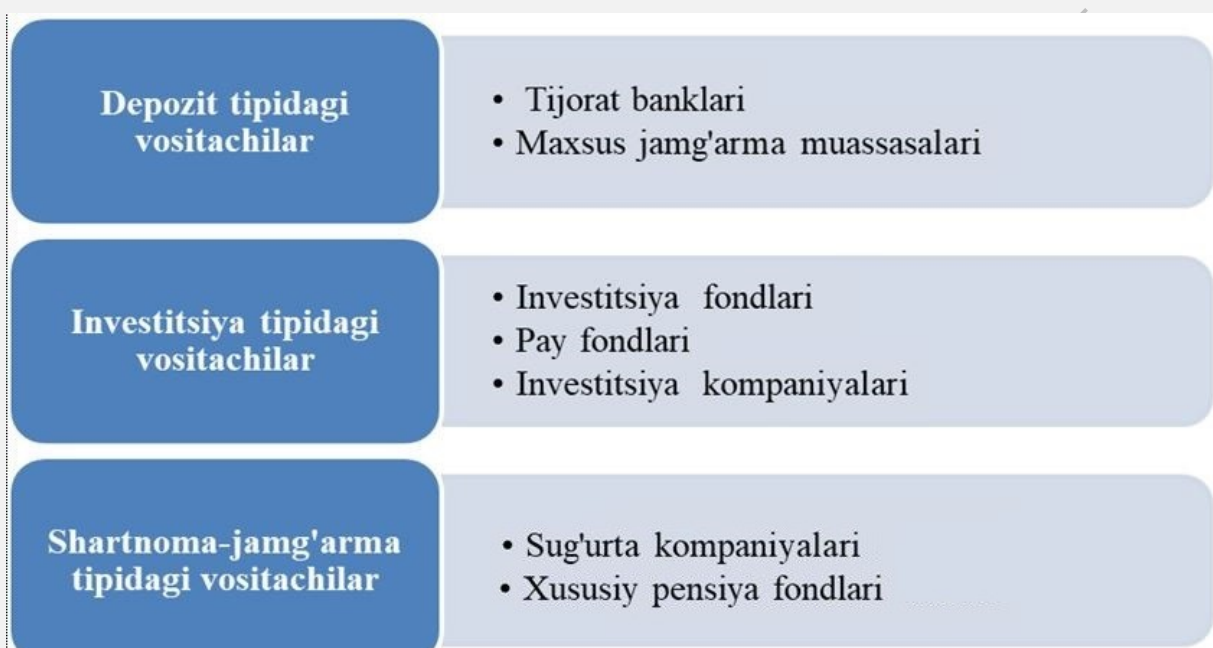 Depozit tipidagi
vositachilar
• Tijorat banklari
• Maxsus jamg'arma muassasalari
Investitsiya tipidagi
vositachilar
• Investitsiya fondlari
• Pay fondlari
• Investitsiya kompaniyalari
Shartnoma-jamg'arma
tipidagi vositachilar
• Sug'urta kompaniyalari
• Xususiy pensiya fondlari